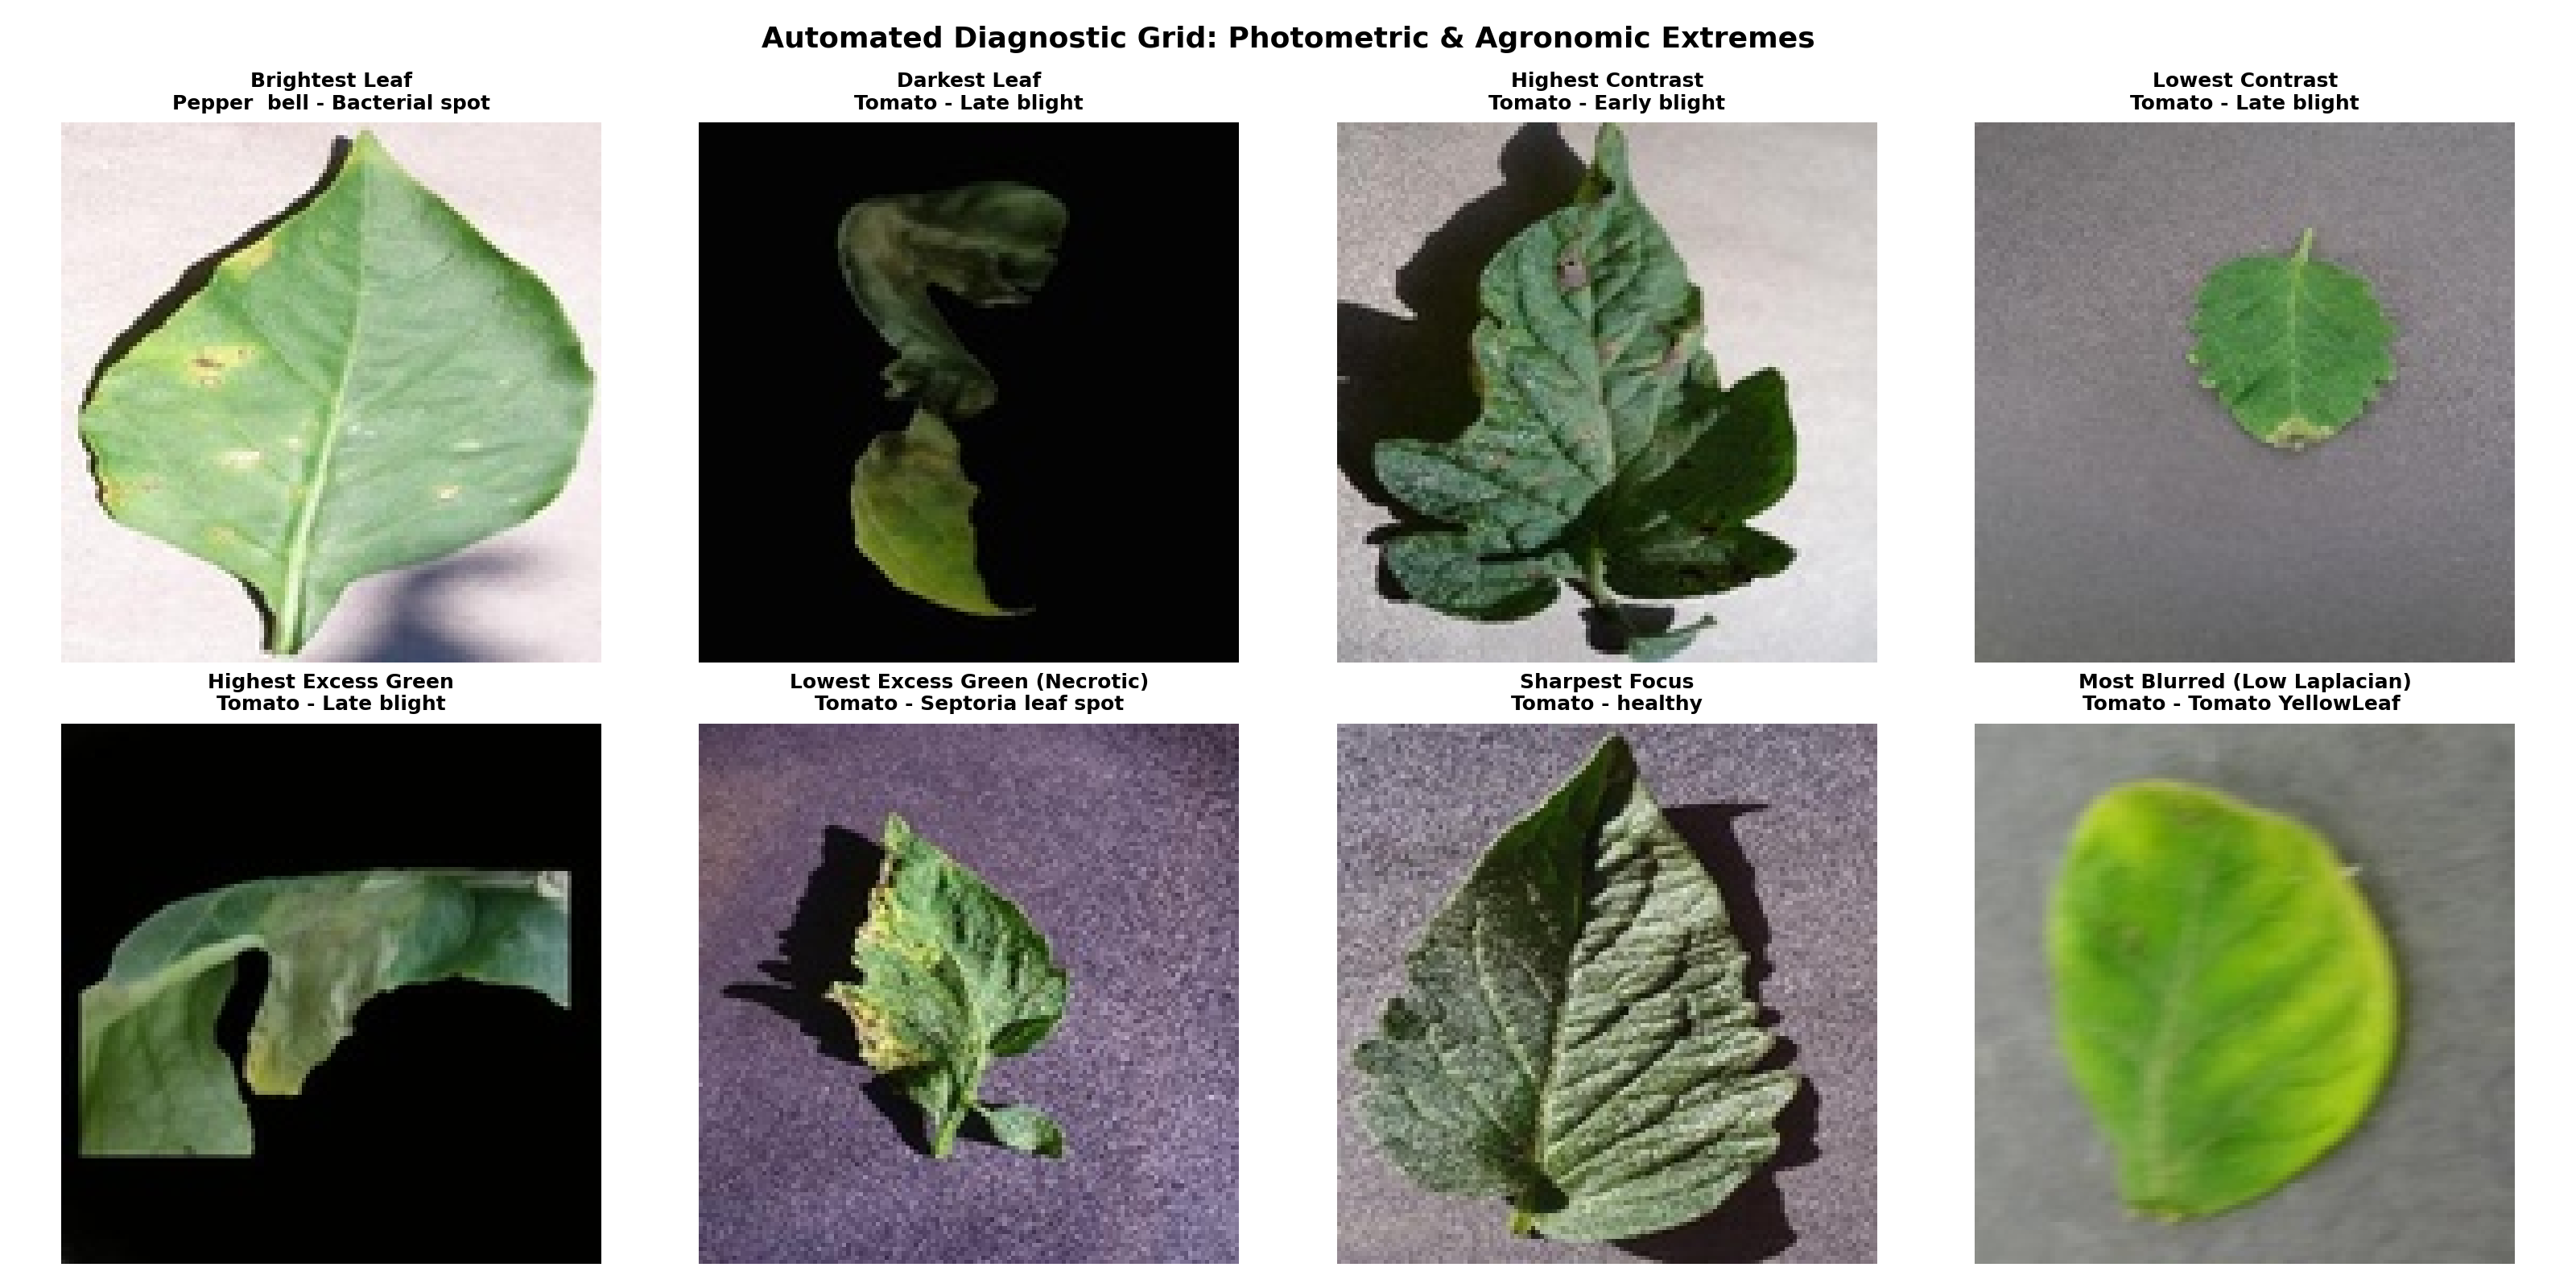 Automated Diagnostic Grid: Photometric & Agronomic Extremes
Brightest Leaf
Pepper  bell - Bacterial spot
Darkest Leaf
Tomato - Late blight
Highest Contrast
Tomato - Early blight
Lowest Contrast
Tomato - Late blight
Highest Excess Green
Tomato - Late blight
Lowest Excess Green (Necrotic)
Tomato - Septoria leaf spot
Sharpest Focus
Tomato - healthy
Most Blurred (Low Laplacian)
Tomato - Tomato YellowLeaf